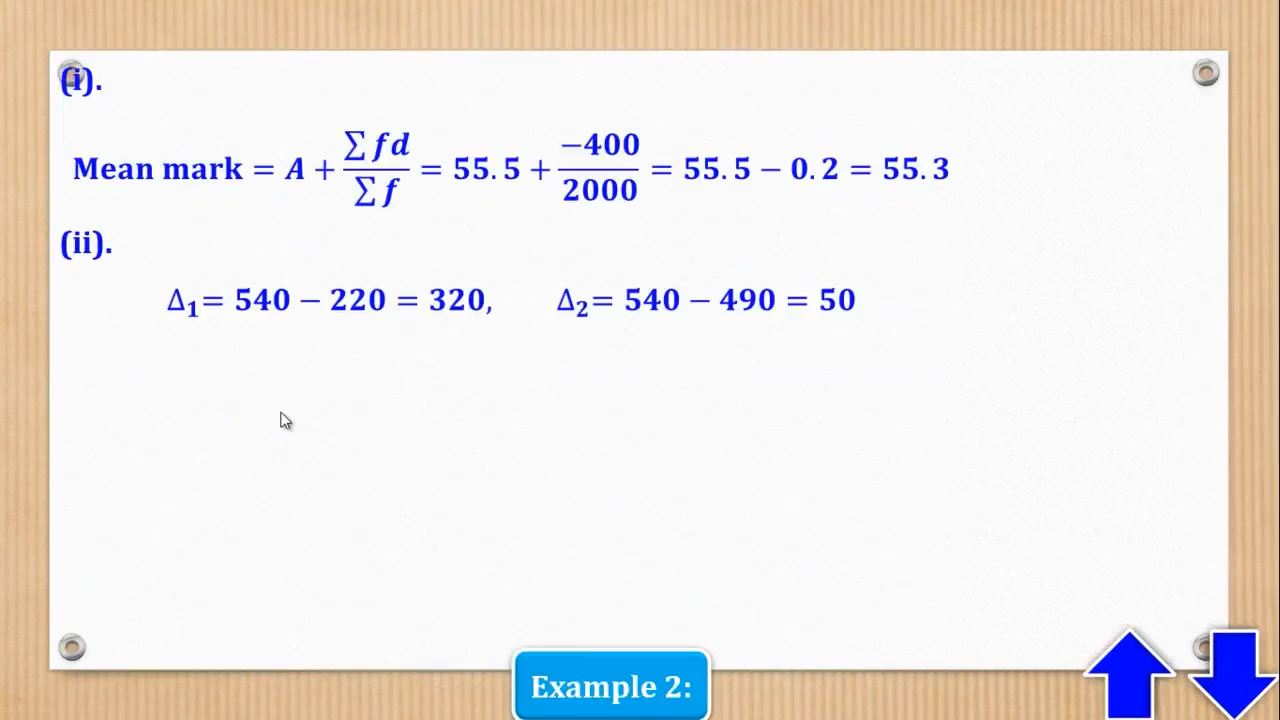 (i).
Mean mark = A + ∑fd / ∑f = 55.5 + −400 / 2000 = 55.5 − 0.2 = 55.3
(ii).
Δ₁= 540 − 220 = 320, Δ₂= 540 − 490 = 50
Example 2: